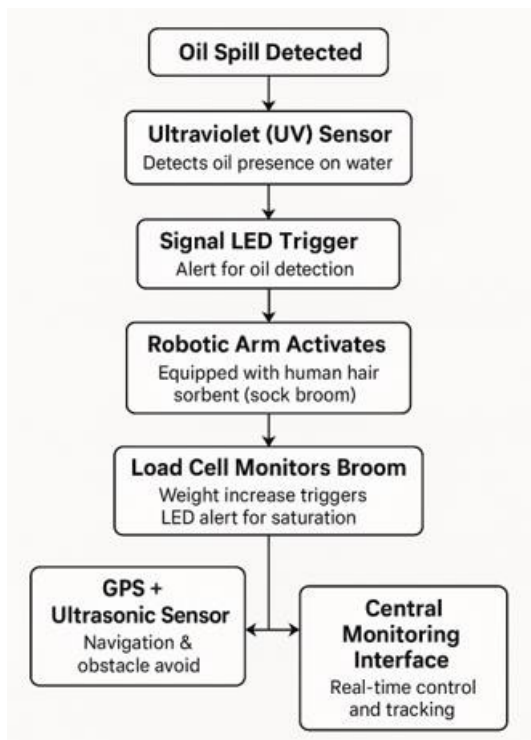 Oil Spill Detected
Ultraviolet (UV) Sensor
Detects oil presence on water
Signal LED Trigger
Alert for oil detection
Robotic Arm Activates
Equipped with human hair
sorbent (sock broom)
Load Cell Monitors Broom
Weight increase triggers
LED alert for saturation
GPS +
Ultrasonic Sensor
Navigation &
obstacle avoid
Central
Monitoring
Interface
Real-time control
and tracking